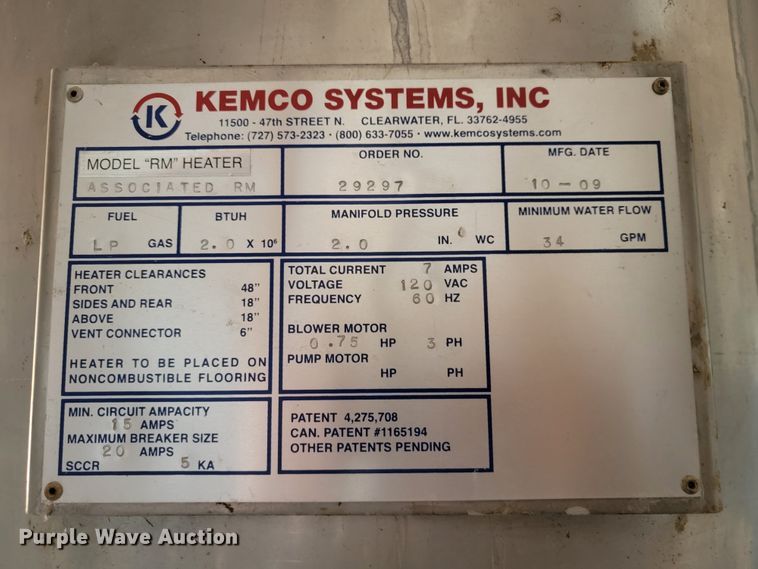 K
KEMCO SYSTEMS, INC
11500 - 47th STREET N. CLEARWATER, FL. 33762-4955
Telephone: (727) 573-2323 · (800) 633-7055 · www.kemcosystems.com
MODEL "RM" HEATER
ASSOCIATED RM
ORDER NO.
29297
MFG. DATE
10-09
FUEL
LP GAS
BTUH
2.0 X 10⁶
MANIFOLD PRESSURE
2.0 IN. WC
MINIMUM WATER FLOW
34 GPM
HEATER CLEARANCES
FRONT 48"
SIDES AND REAR 18"
ABOVE 18"
VENT CONNECTOR 6"
HEATER TO BE PLACED ON
NONCOMBUSTIBLE FLOORING
TOTAL CURRENT 7 AMPS
VOLTAGE 120 VAC
FREQUENCY 60 HZ
BLOWER MOTOR
0.75 HP 3 PH
PUMP MOTOR
HP PH
MIN. CIRCUIT AMPACITY
15 AMPS
MAXIMUM BREAKER SIZE
20 AMPS
SCCR 5 KA
PATENT 4,275,708
CAN. PATENT #1165194
OTHER PATENTS PENDING
Purple Wave Auction